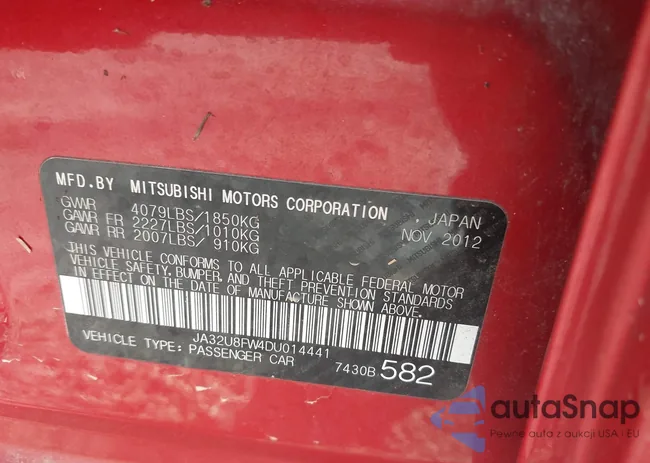 MFD.BY MITSUBISHI MOTORS CORPORATION
GVWR 4079LBS/1850KG JAPAN
GAWR FR 2227LBS/1010KG NOV 2012
GAWR RR 2007LBS/ 910KG
THIS VEHICLE CONFORMS TO ALL APPLICABLE FEDERAL MOTOR
VEHICLE SAFETY, BUMPER, AND THEFT PREVENTION STANDARDS
IN EFFECT ON THE DATE OF MANUFACTURE SHOWN ABOVE.
JA32U8FW4DU014441
VEHICLE TYPE: PASSENGER CAR 7430B 582
autaSnap
Pewne auta z aukcji USA i EU